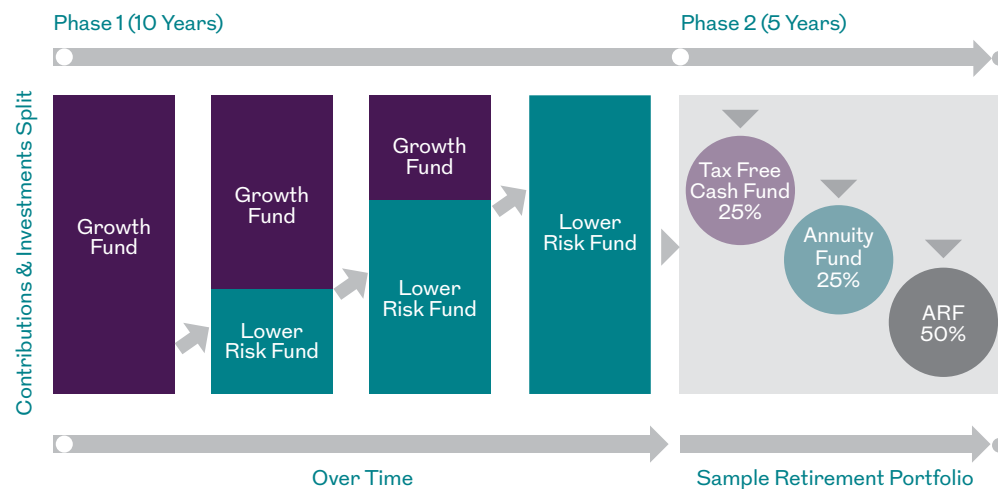 Phase 1 (10 Years)
Phase 2 (5 Years)
Contributions & Investments Split
Growth
Fund
Growth
Fund
Lower
Risk Fund
Growth
Fund
Lower
Risk Fund
Lower
Risk Fund
Tax Free
Cash Fund
25%
Annuity
Fund
25%
ARF
50%
Over Time
Sample Retirement Portfolio